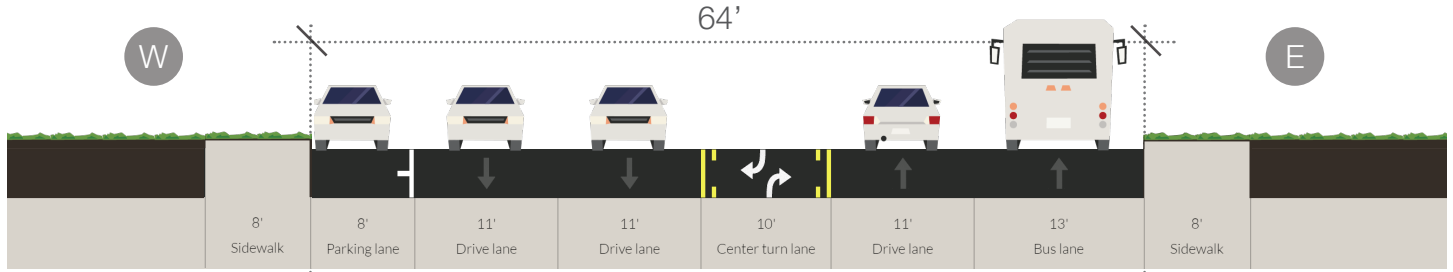 64’
W
E
8'
Sidewalk
8'
Parking lane
11'
Drive lane
11'
Drive lane
10'
Center turn lane
11'
Drive lane
13'
Bus lane
8'
Sidewalk